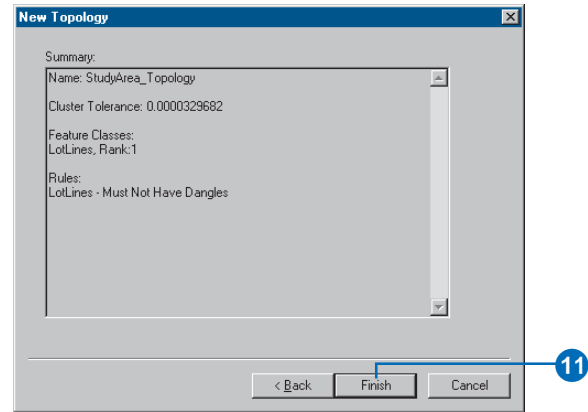 New Topology
Summary:
Name: StudyArea_Topology
Cluster Tolerance: 0.0000329682
Feature Classes:
LotLines, Rank:1
Rules:
LotLines - Must Not Have Dangles
< Back Finish Cancel
11